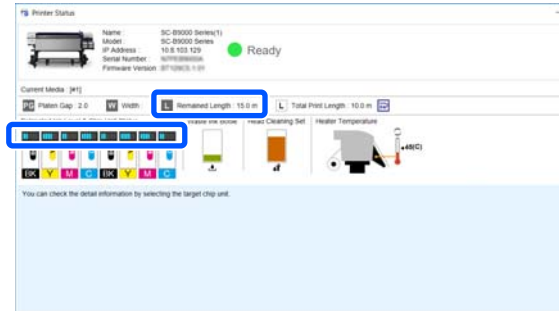 Printer Status
Name : SC-B9000 Series(1)
Model : SC-B9000 Series
IP Address : 10.8.103.129
Serial Number :
Firmware Version :
Ready
Current Media : [#1]
PG Platen Gap : 2.0 W Width : L Remained Length : 15.0 m L Total Print Length : 10.0 m
Waste Ink Bottle Head Cleaning Set Heater Temperature
45(C)
BK Y M C BK Y M C
You can check the detail information by selecting the target chip unit.